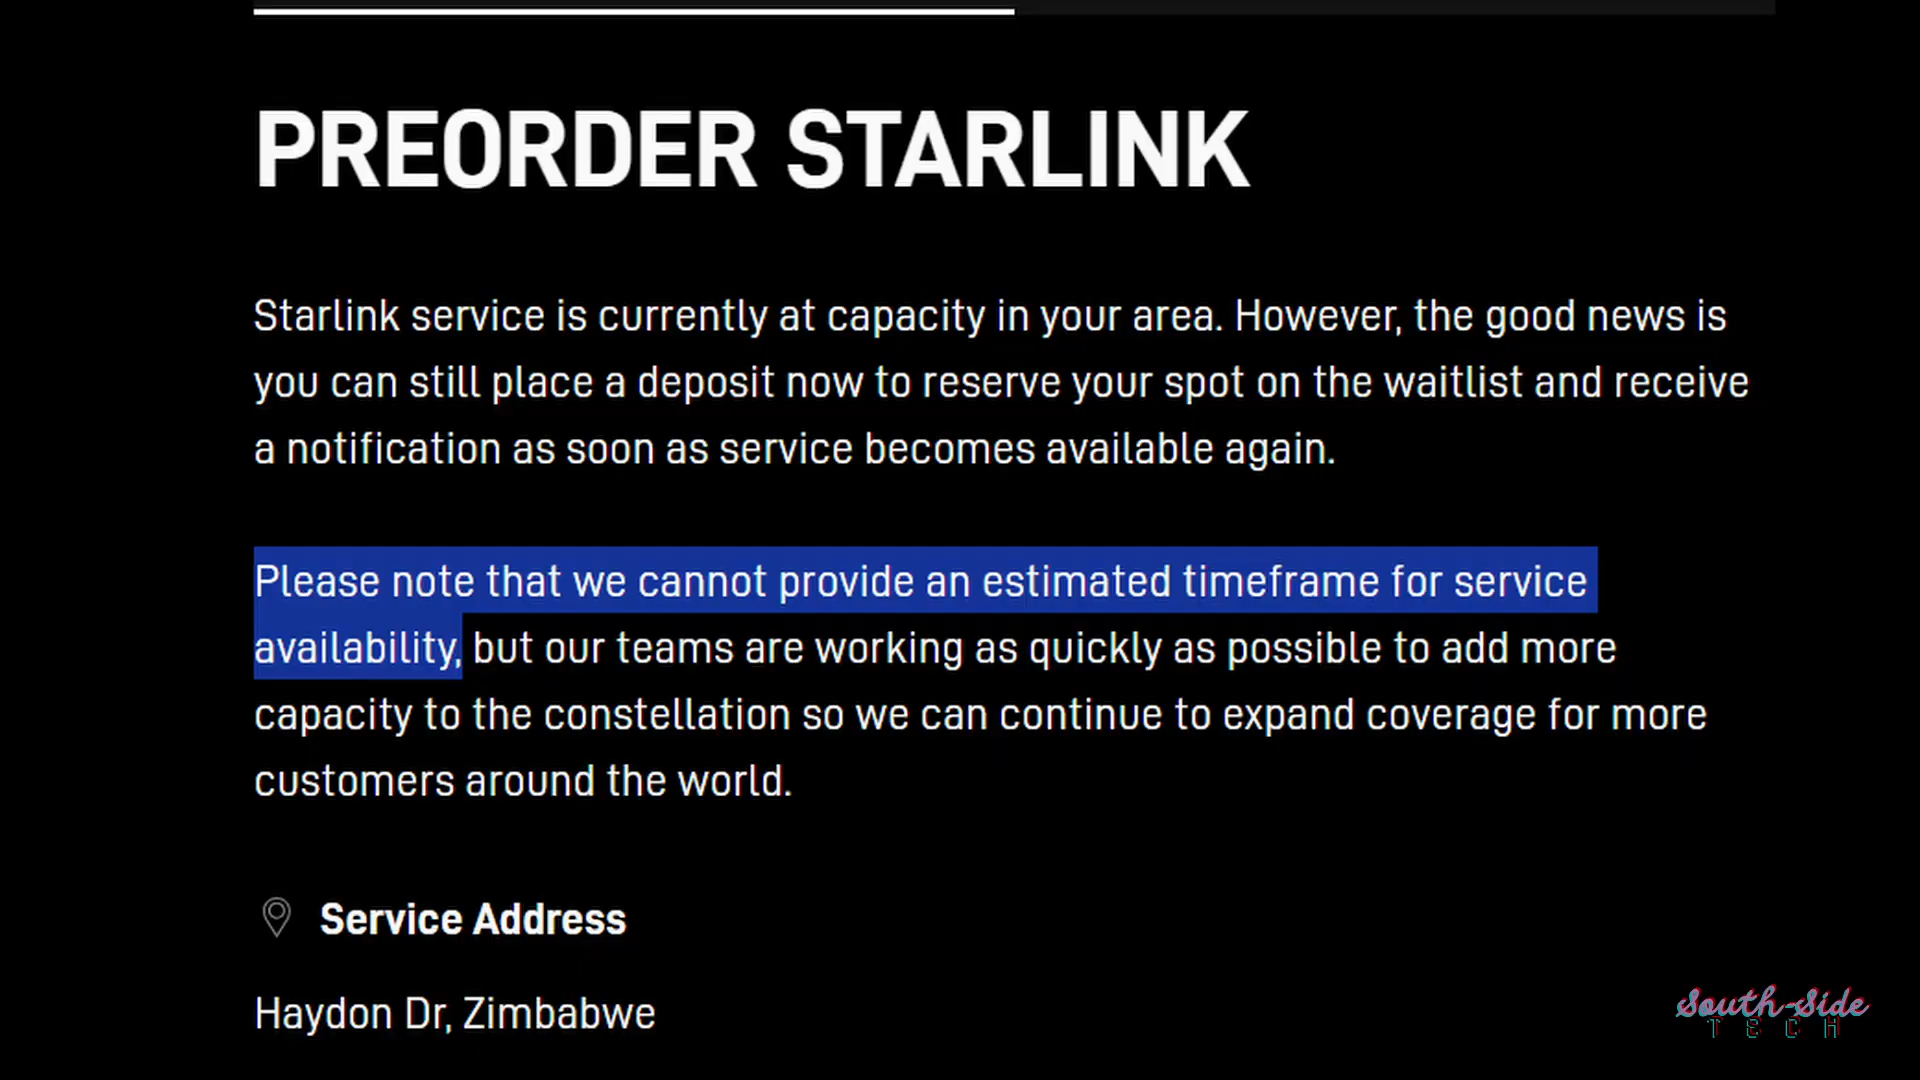 PREORDER STARLINK
Starlink service is currently at capacity in your area. However, the good news is
you can still place a deposit now to reserve your spot on the waitlist and receive
a notification as soon as service becomes available again.
Please note that we cannot provide an estimated timeframe for service
availability, but our teams are working as quickly as possible to add more
capacity to the constellation so we can continue to expand coverage for more
customers around the world.
Service Address
Haydon Dr, Zimbabwe
South-Side
TECH